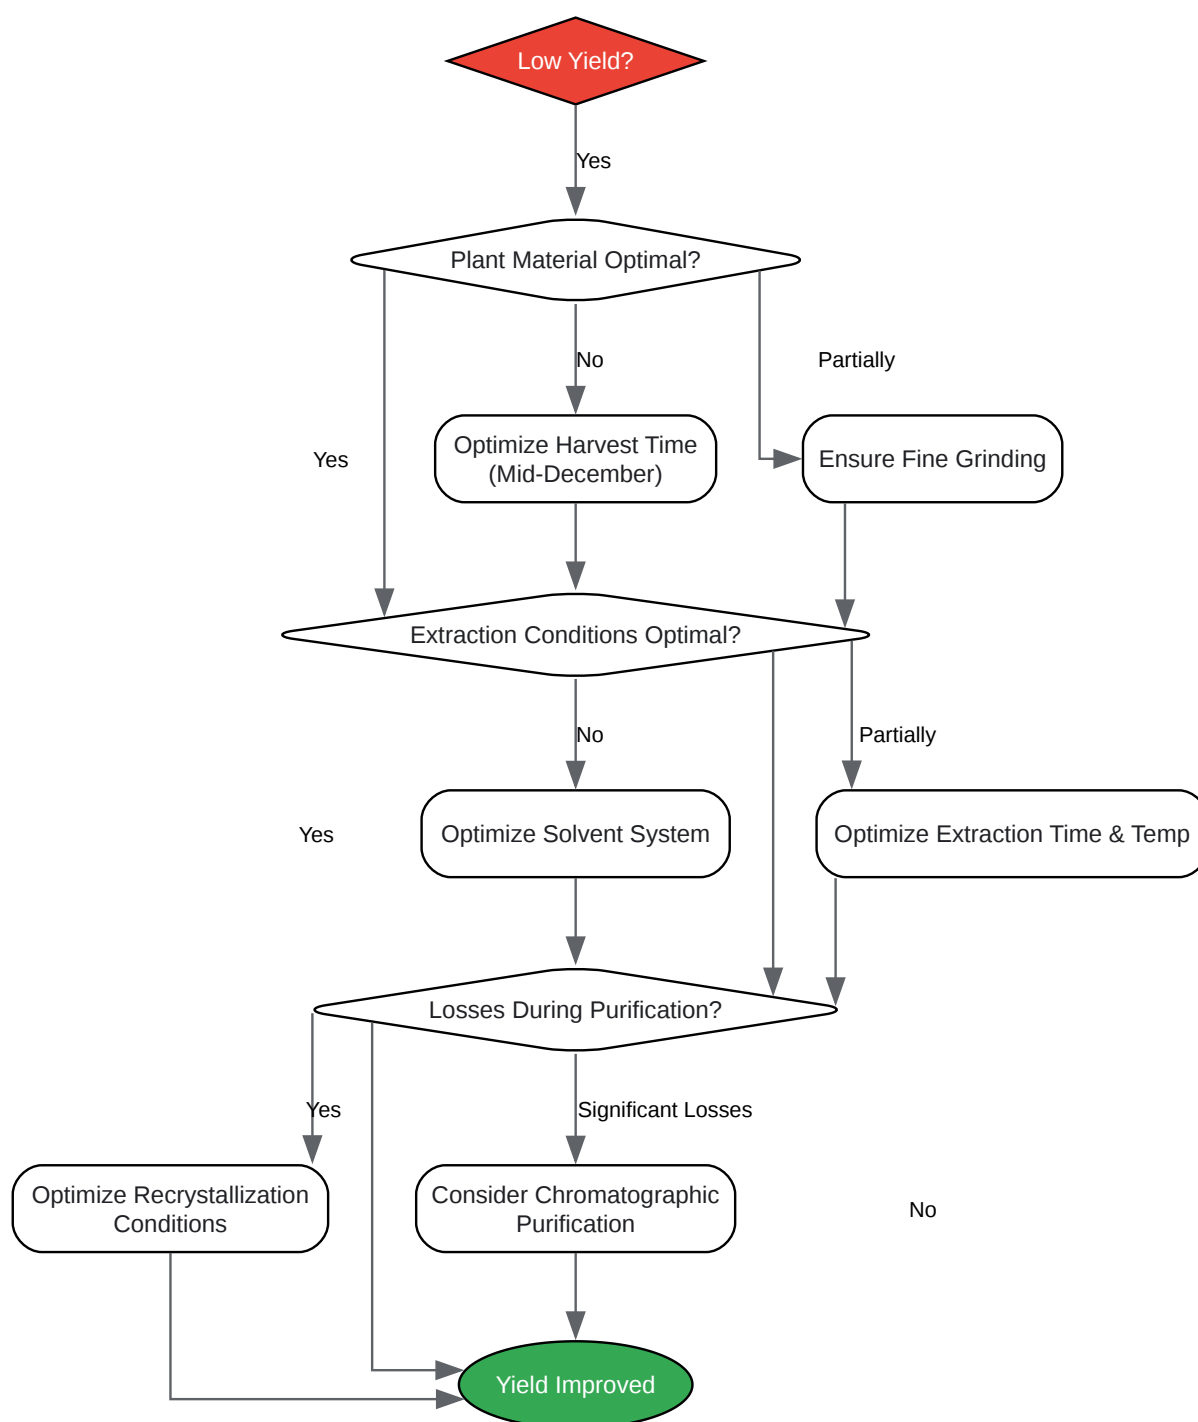 Low Yield?
Yes
Plant Material Optimal?
No
Partially
Yes
Optimize Harvest Time
(Mid-December)
Ensure Fine Grinding
Extraction Conditions Optimal?
No
Partially
Yes
Optimize Solvent System
Optimize Extraction Time & Temp
Losses During Purification?
Yes
Significant Losses
Optimize Recrystallization
Conditions
Consider Chromatographic
Purification
No
Yield Improved